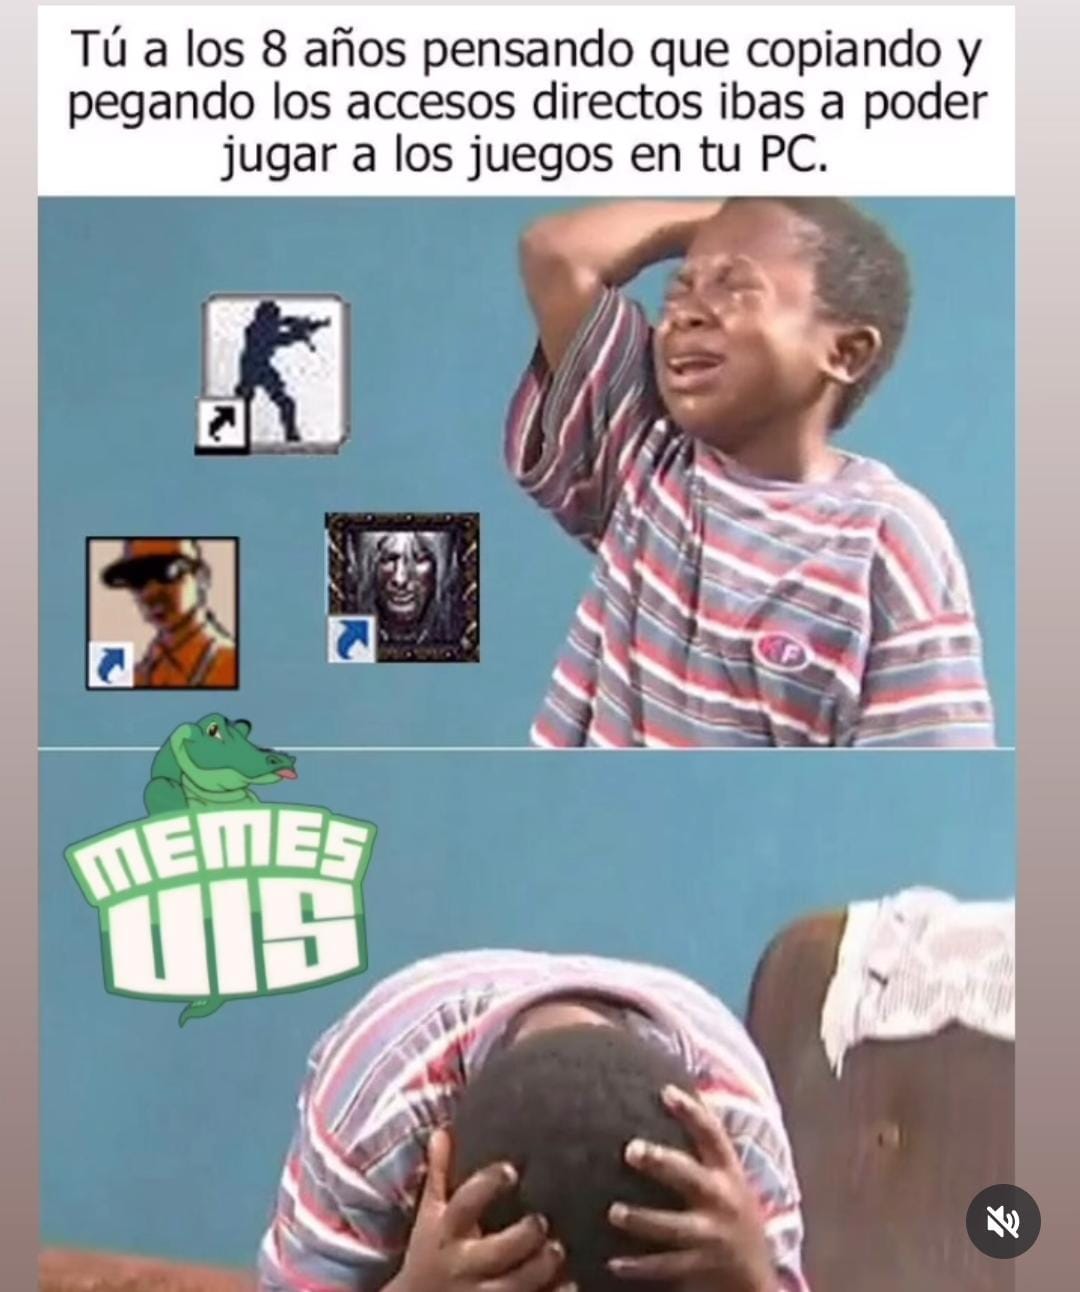 Tú a los 8 años pensando que copiando y
pegando los accesos directos ibas a poder
jugar a los juegos en tu PC.
MEMES
UIS